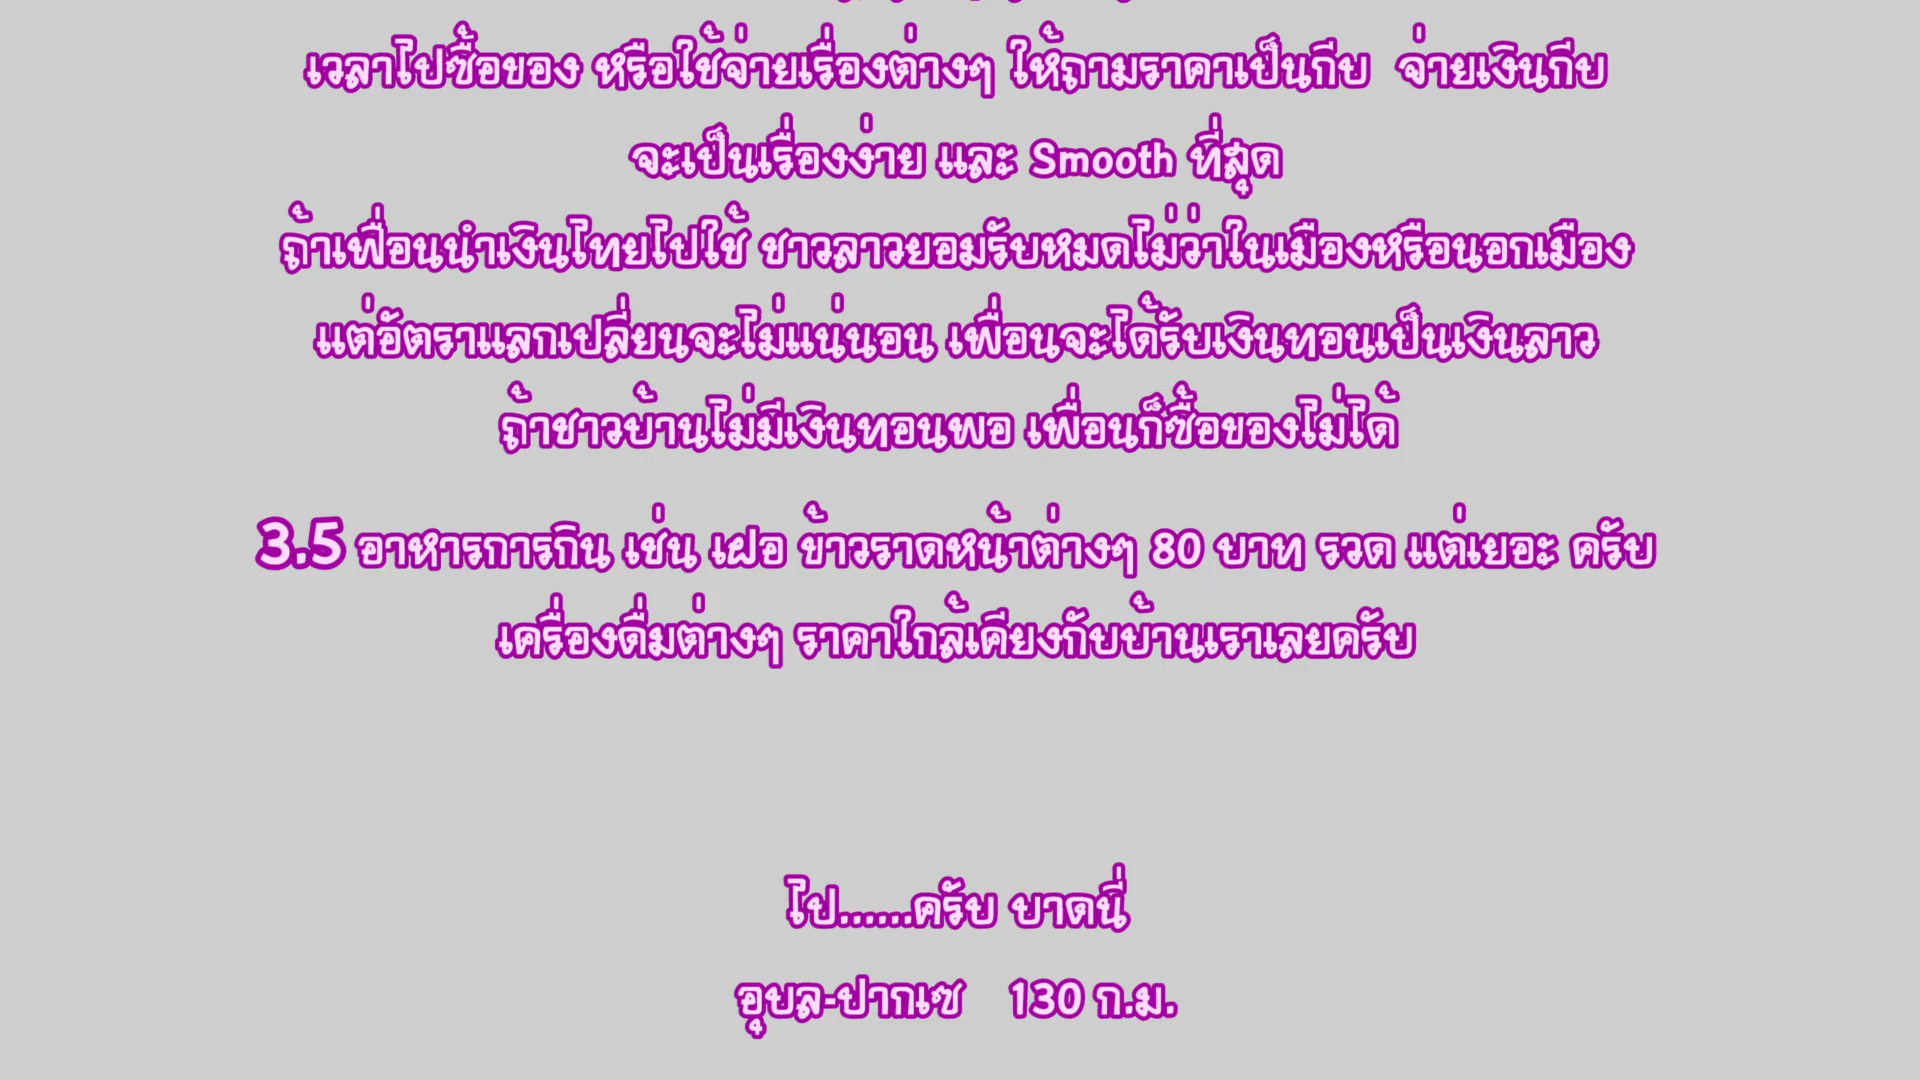 เวลาไปซื้อของ หรือใช้จ่ายเรื่องต่างๆ ให้ถามราคาเป็นกีบ จ่ายเงินกีบ
จะเป็นเรื่องง่าย และ Smooth ที่สุด
ถ้าเพื่อนนำเงินไทยไปใช้ ชาวลาวยอมรับหมดไม่ว่าในเมืองหรือนอกเมือง
แต่อัตราแลกเปลี่ยนจะไม่แน่นอน เพื่อนจะได้รับเงินทอนเป็นเงินลาว
ถ้าชาวบ้านไม่มีเงินทอนพอ เพื่อนก็ซื้อของไม่ได้
3.5 อาหารการกิน เช่น เฝอ ข้าวราดหน้าต่างๆ 80 บาท รวด แต่เยอะ ครับ
เครื่องดื่มต่างๆ ราคาใกล้เคียงกับบ้านเราเลยครับ
ไป......ครับ บาดนี่
อุบล-ปากเซ 130 ก.ม.